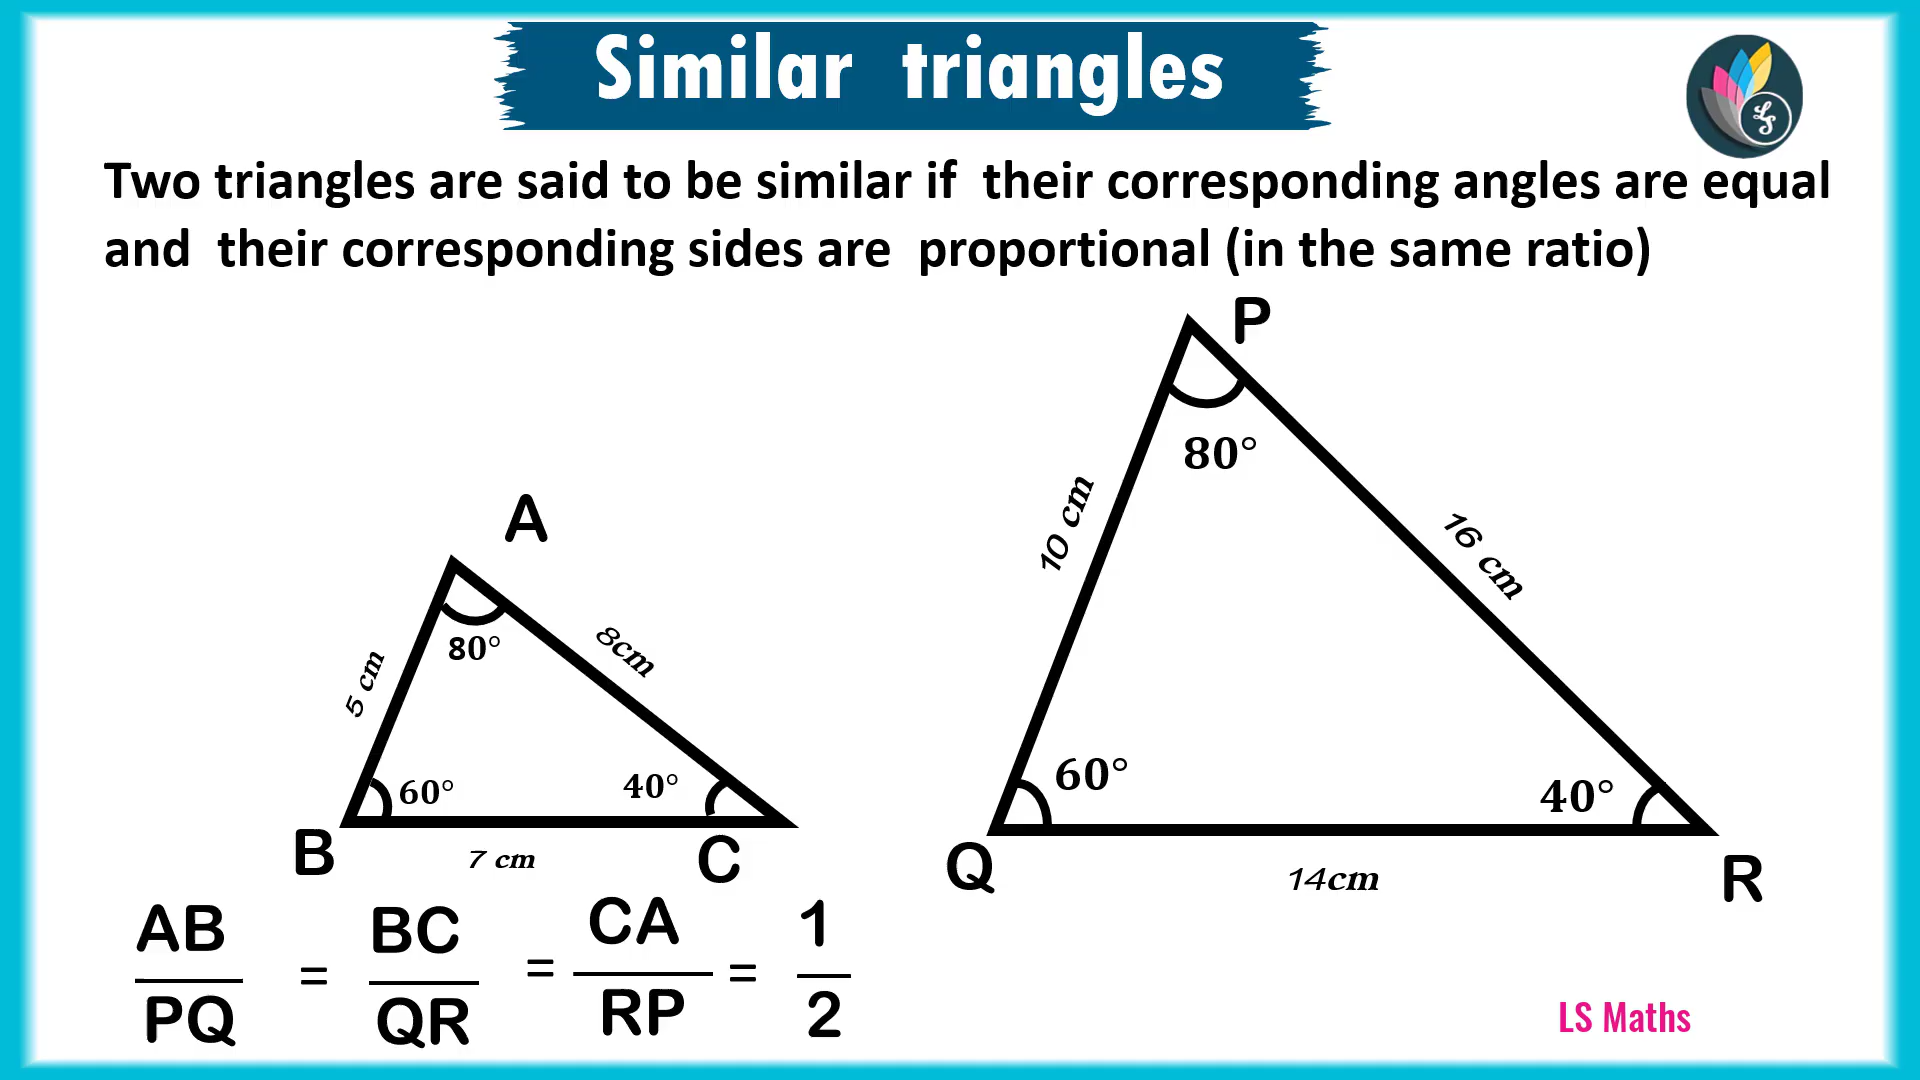 Similar triangles
LS
Two triangles are said to be similar if their corresponding angles are equal
and their corresponding sides are proportional (in the same ratio)
P
80°
10 cm
16 cm
60°
40°
Q
14cm
R
A
80°
5 cm
8cm
60°
40°
B
7 cm
C
AB
PQ
=
BC
QR
=
CA
RP
=
1
2
LS Maths